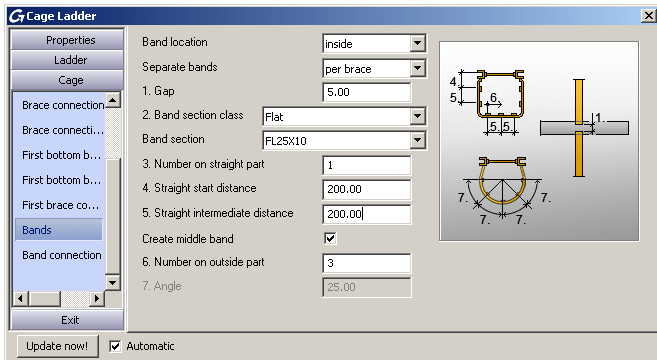 Cage Ladder
Properties
Ladder
Cage
Brace connection
Brace connecti...
First bottom b...
First bottom b...
First brace co...
Bands
Band connection
Exit
Band location
inside
Separate bands
per brace
1. Gap
5.00
2. Band section class
Flat
Band section
FL25X10
3. Number on straight part
1
4. Straight start distance
200.00
5. Straight intermediate distance
200.00
Create middle band
6. Number on outside part
3
7. Angle
25.00
4.
5.
6.
5.
5.
1.
7.
7.
7.
7.
Update now!
Automatic